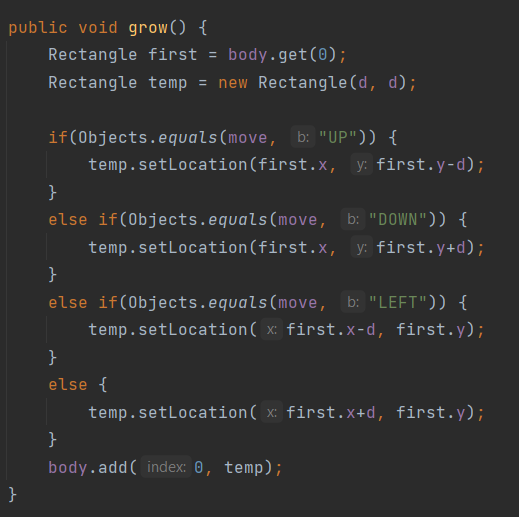 public void grow() {
    Rectangle first = body.get(0);
    Rectangle temp = new Rectangle(d, d);

    if(Objects.equals(move, b: "UP")) {
        temp.setLocation(first.x, y: first.y-d);
    }
    else if(Objects.equals(move, b: "DOWN")) {
        temp.setLocation(first.x, y: first.y+d);
    }
    else if(Objects.equals(move, b: "LEFT")) {
        temp.setLocation(x: first.x-d, first.y);
    }
    else {
        temp.setLocation(x: first.x+d, first.y);
    }
    body.add(index: 0, temp);
}